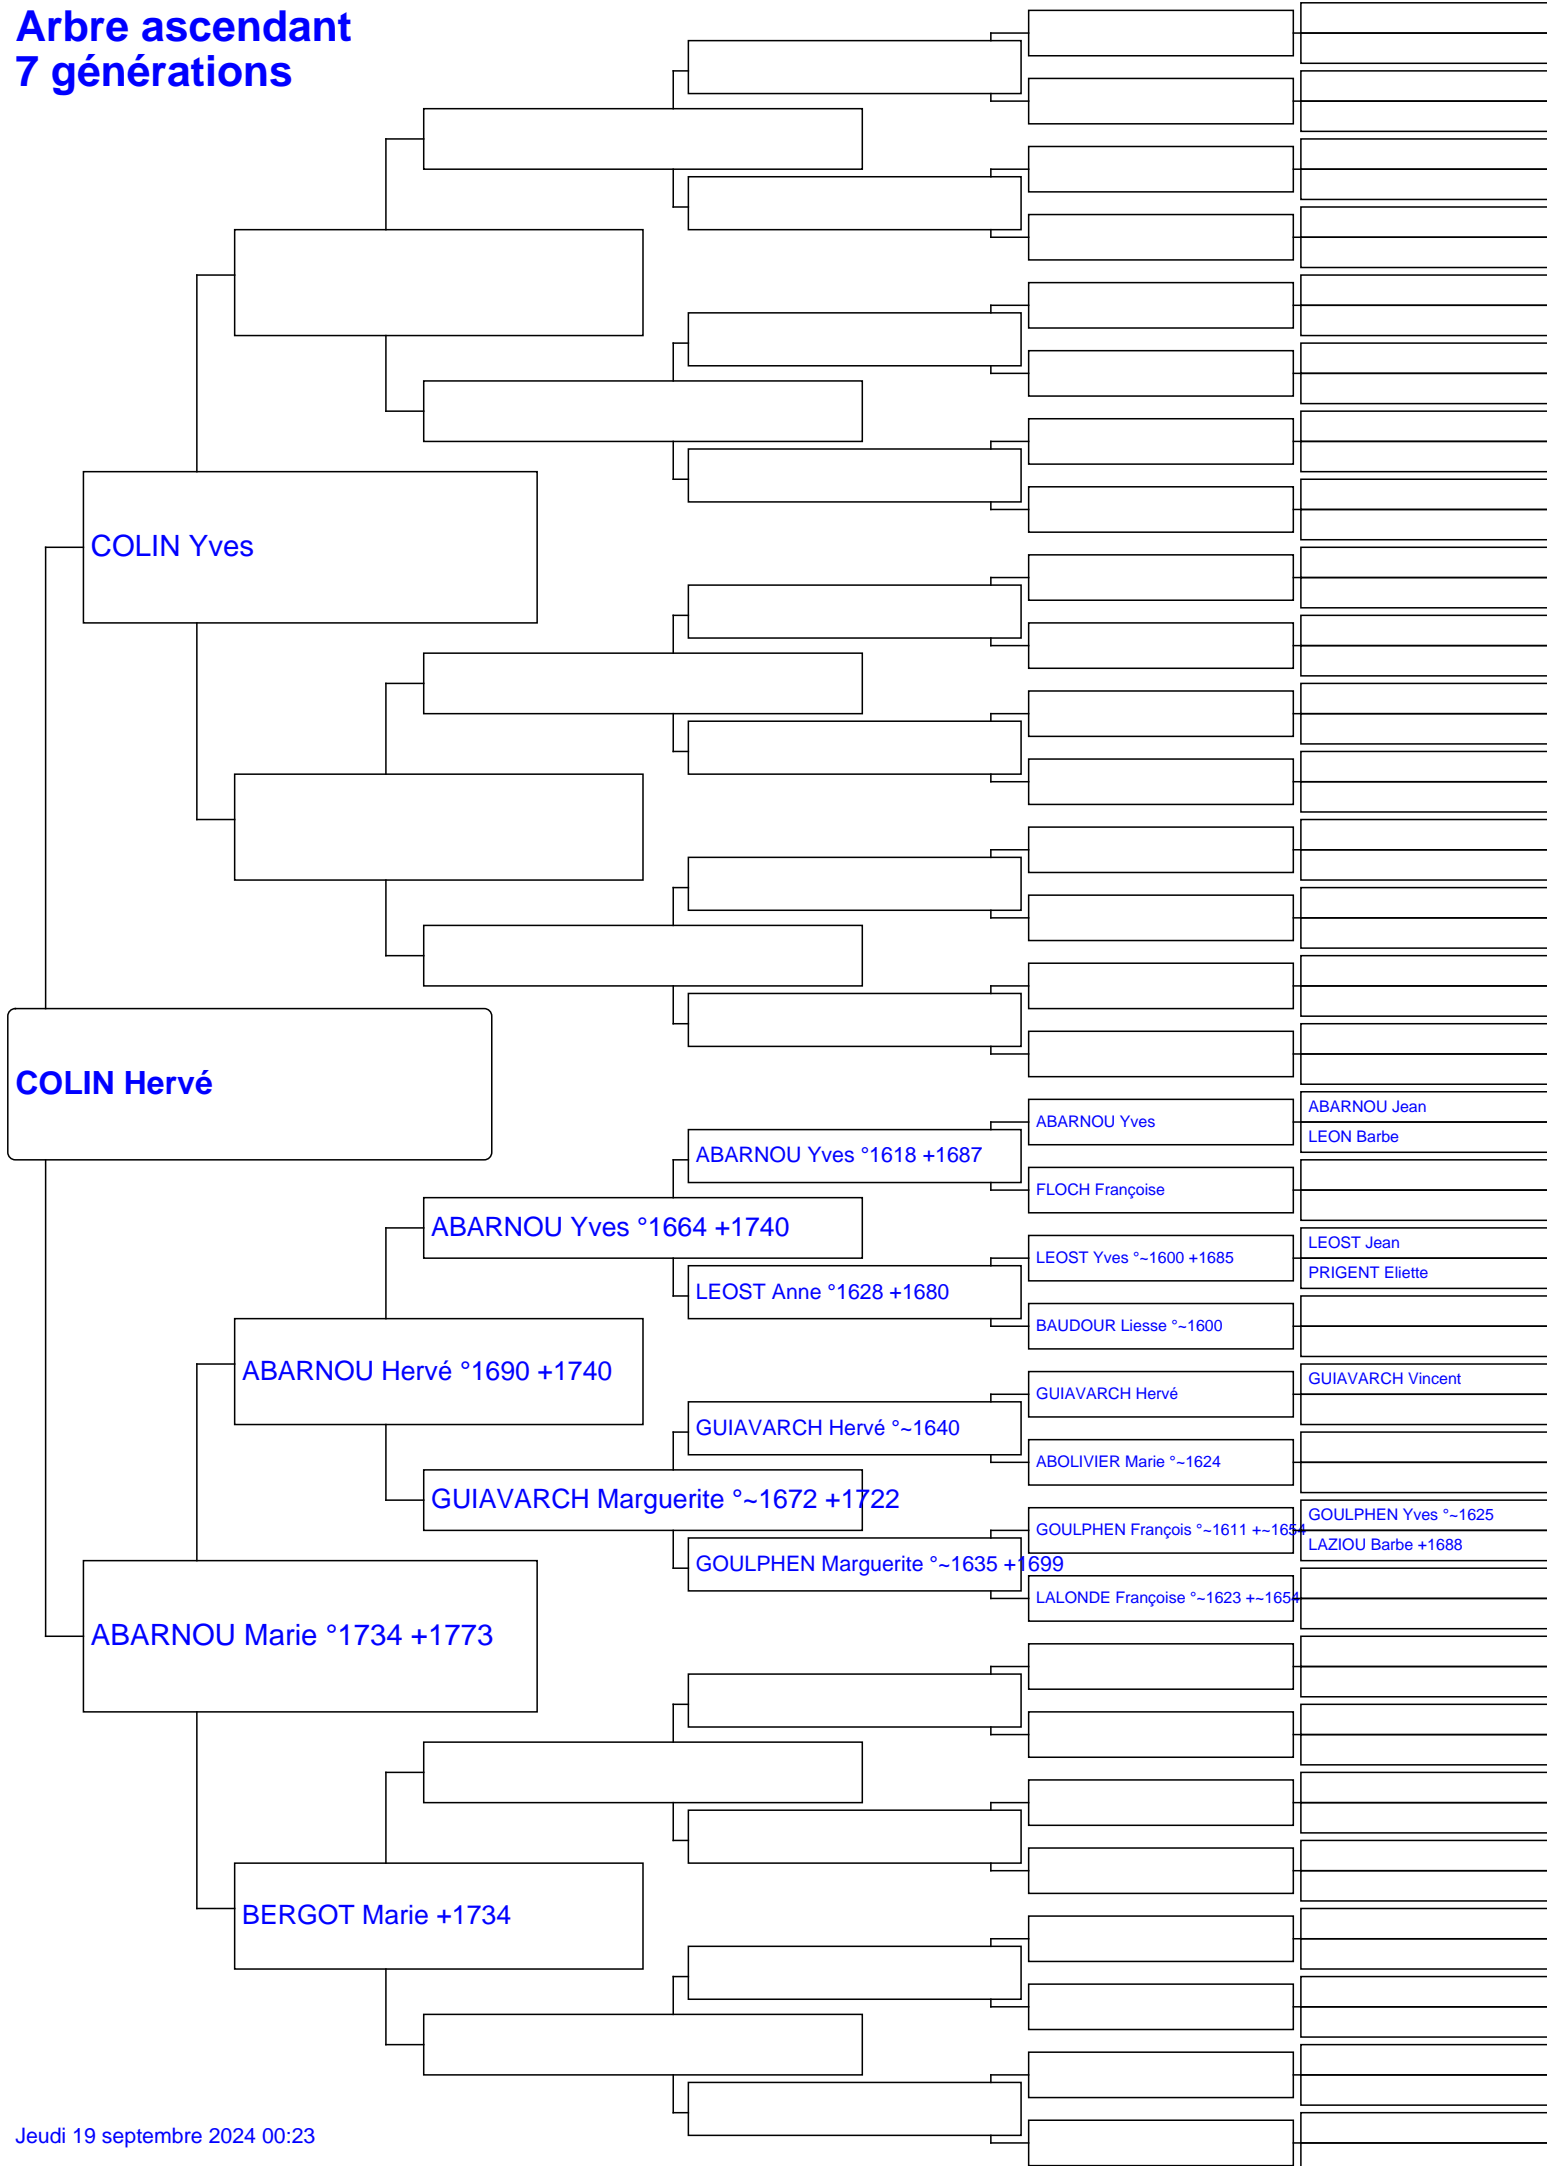 Arbre ascendant
7 générations
COLIN Yves
COLIN Hervé
ABARNOU Jean
ABARNOU Yves
LEON Barbe
ABARNOU Yves °1618 +1687
FLOCH Françoise
ABARNOU Yves °1664 +1740
LEOST Jean
LEOST Yves °~1600 +1685
PRIGENT Eliette
LEOST Anne °1628 +1680
BAUDOUR Liesse °~1600
ABARNOU Hervé °1690 +1740
GUIAVARCH Vincent
GUIAVARCH Hervé
GUIAVARCH Hervé °~1640
ABOLIVIER Marie °~1624
GUIAVARCH Marguerite °~1672 +1722
GOULPHEN Yves °~1625
GOULPHEN François °~1611 +~1654
LAZIOU Barbe +1688
GOULPHEN Marguerite °~1635 +1699
LALONDE Françoise °~1623 +~1654
ABARNOU Marie °1734 +1773
BERGOT Marie +1734
Jeudi 19 septembre 2024 00:23